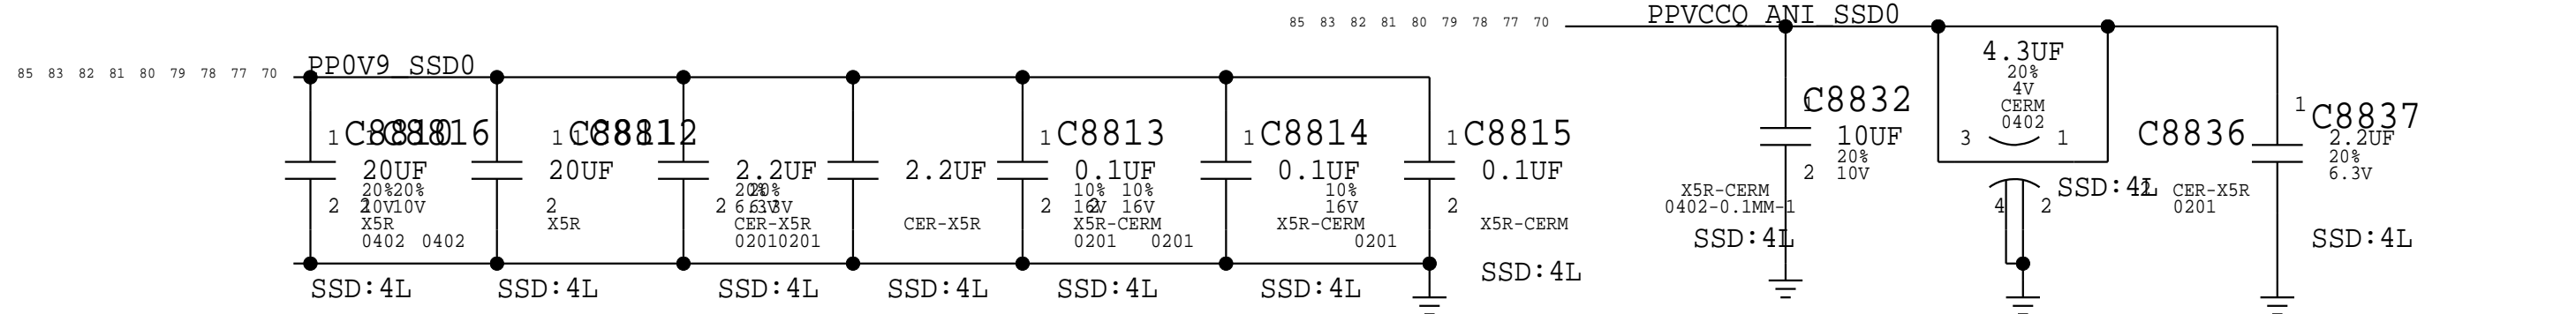 85 83 82 81 80 79 78 77 70
PPVCCQ_ANI_SSD0
85 83 82 81 80 79 78 77 70
PP0V9_SSD0
4.3UF
20%
4V
CERM
0402
3 1
4 2
C8836
SSD:4L
1 C8813
0.1UF
10% 10%
16V 16V
2
X5R-CERM
0201 0201
SSD:4L
1 C8814
0.1UF
10%
16V
X5R-CERM
0201
SSD:4L
1 C8815
0.1UF
2
X5R-CERM
SSD:4L
C8832
10UF
20%
2 10V
X5R-CERM
0402-0.1MM-1
SSD:4L
1 C8837
2.2UF
20%
6.3V
CER-X5R
0201
SSD:4L
1
20UF
2
X5R
0402 0402
SSD:4L
1
20UF
2
X5R
SSD:4L
2.2UF
2
CER-X5R
02010201
SSD:4L
2.2UF
CER-X5R
SSD:4L